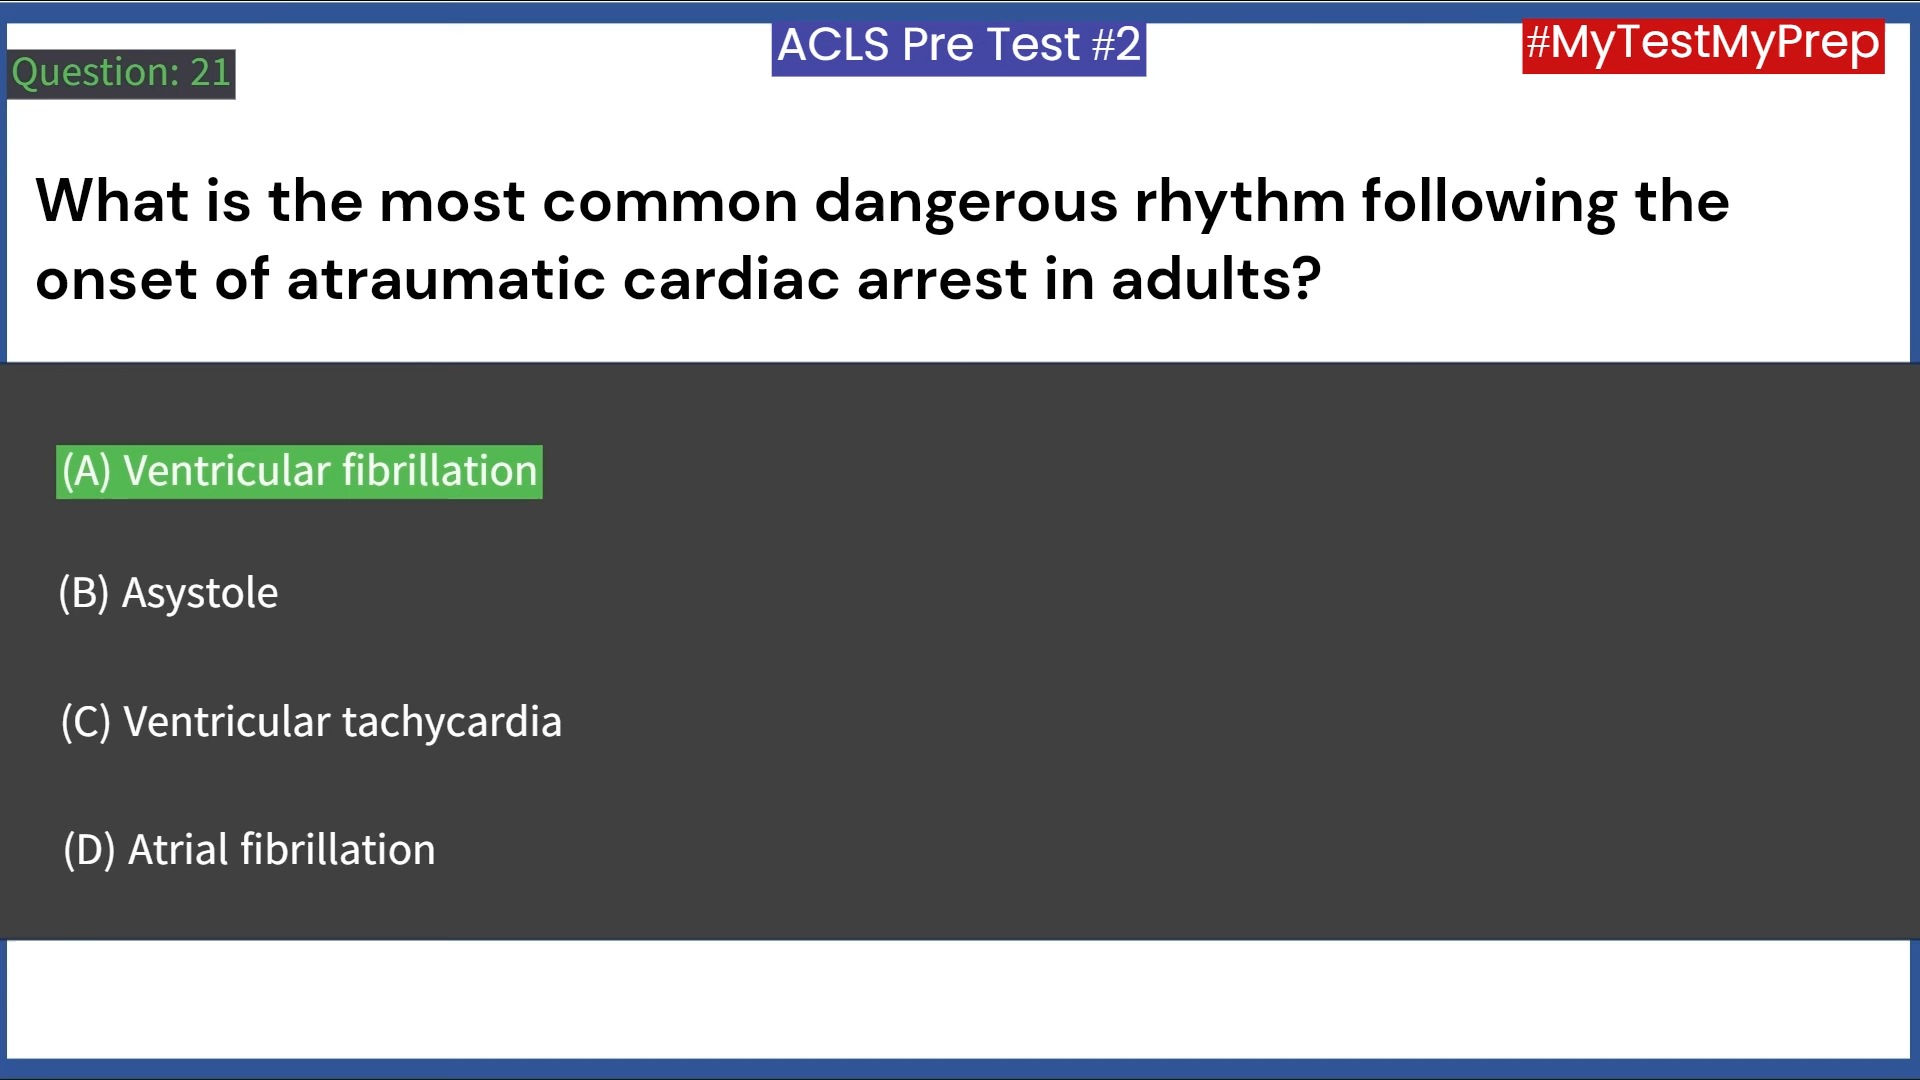 ACLS Pre Test #2
#MyTestMyPrep
Question: 21
What is the most common dangerous rhythm following the
onset of atraumatic cardiac arrest in adults?
(A) Ventricular fibrillation
(B) Asystole
(C) Ventricular tachycardia
(D) Atrial fibrillation